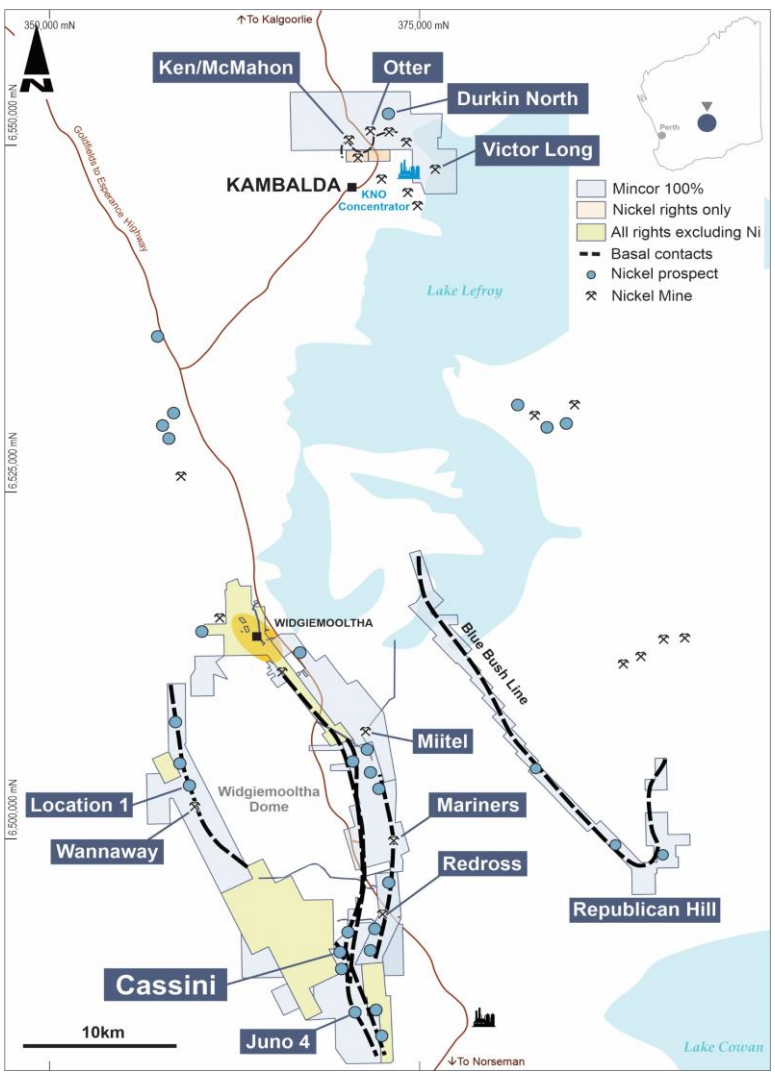 350,000 mN
375,000 mN
↑To Kalgoorlie
N
Ken/McMahon
Otter
Durkin North
Victor Long
6,550,000 mN
Goldfields to Esperance Highway
KAMBALDA
KNO
Concentrator
Perth
Mincor 100%
Nickel rights only
All rights excluding Ni
Basal contacts
Nickel prospect
Nickel Mine
Lake Lefroy
6,525,000 mN
WIDGIEMOOLTHA
Blue Bush Line
Miitel
Location 1
Widgiemooltha
Dome
Mariners
6,500,000 mN
Wannaway
Redross
Republican Hill
Cassini
Juno 4
10km
Lake Cowan
↓To Norseman